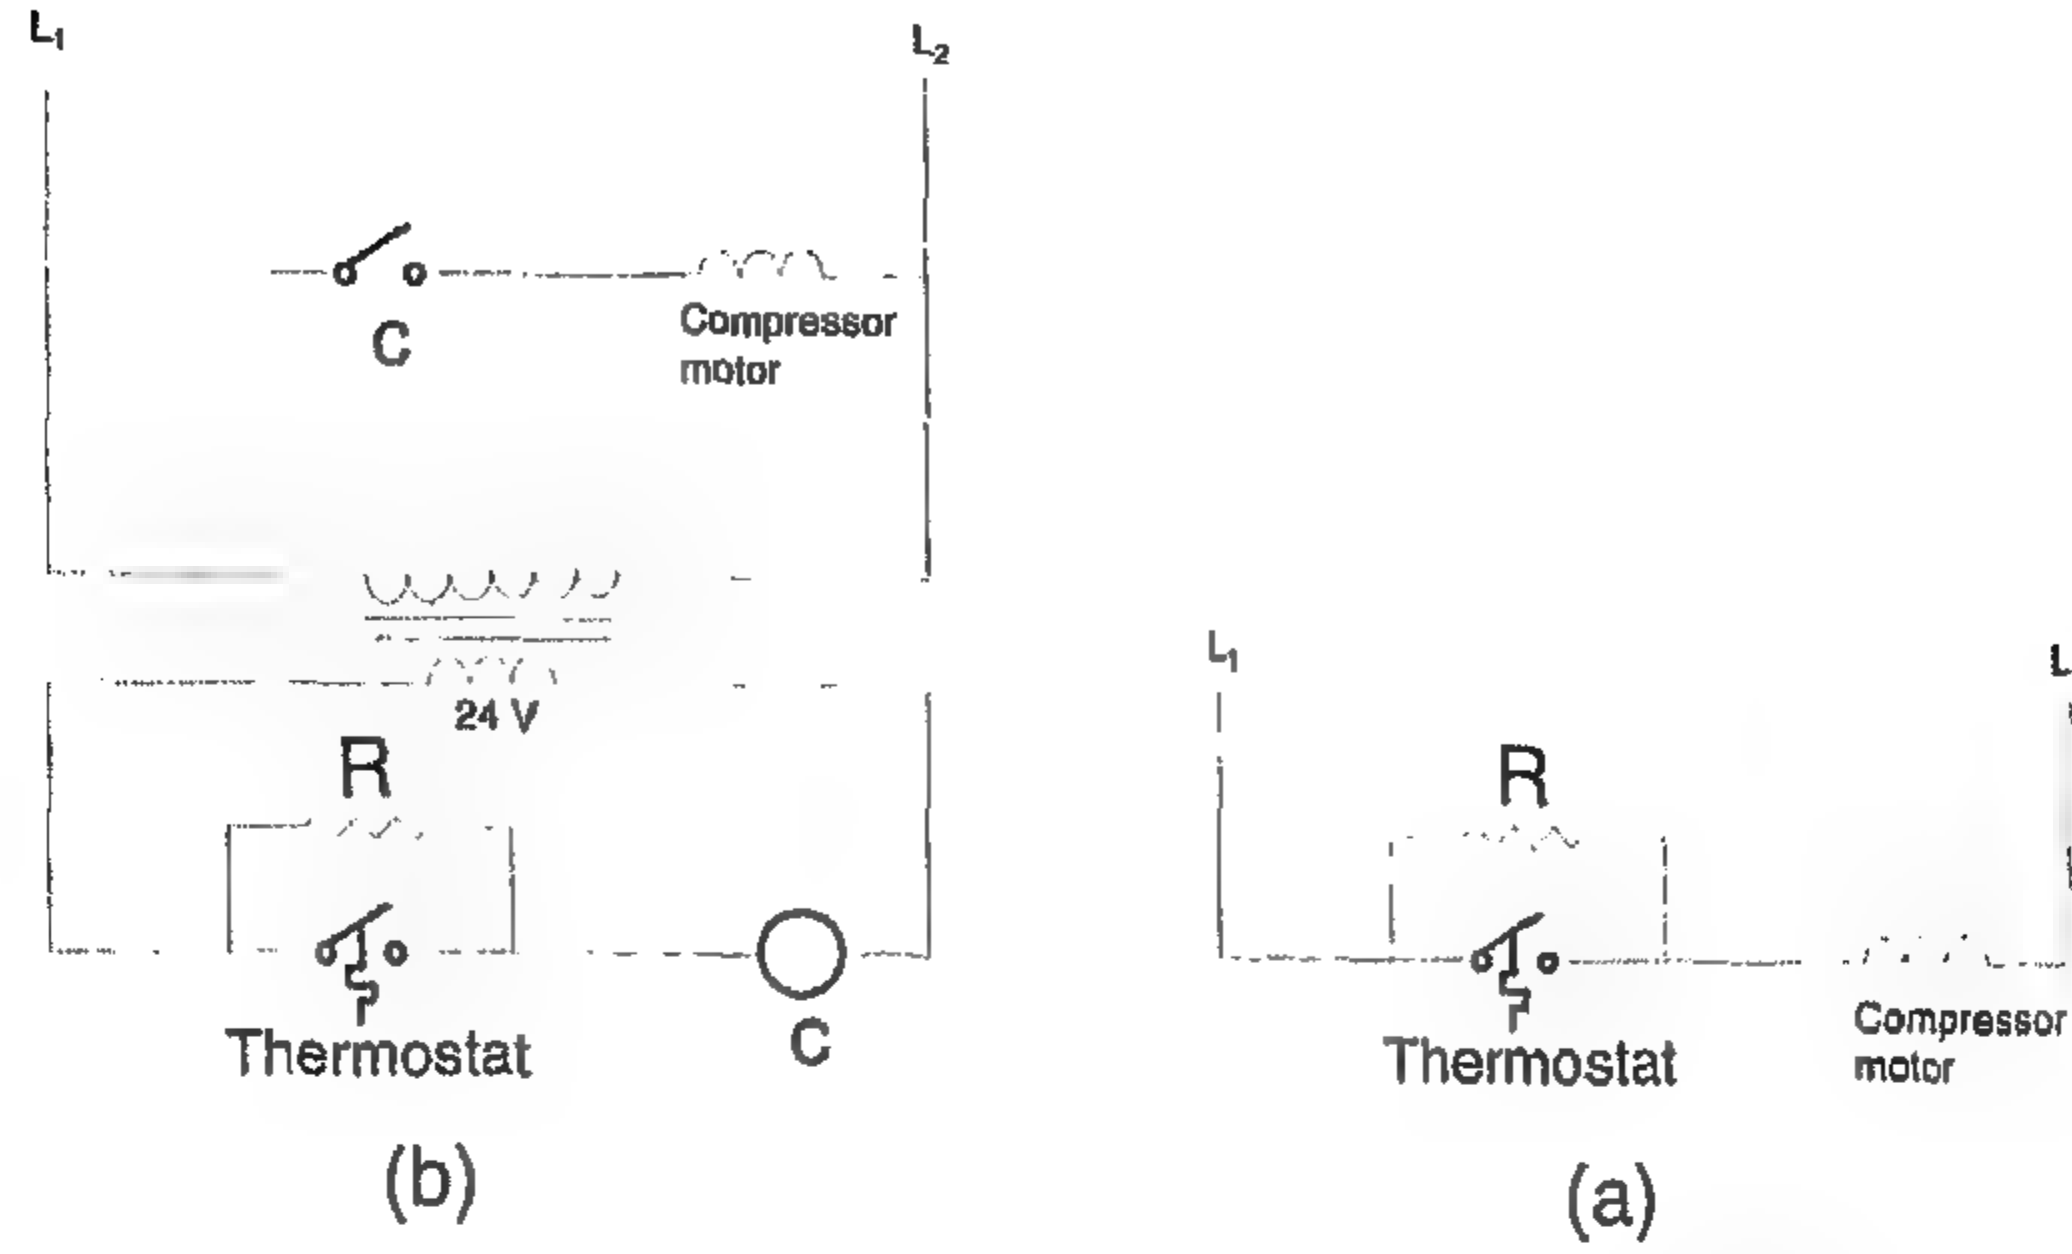 L1
L2
C
Compressor
motor
24 V
R
Thermostat
C
(b)
L1
L
R
Thermostat
Compressor
motor
(a)